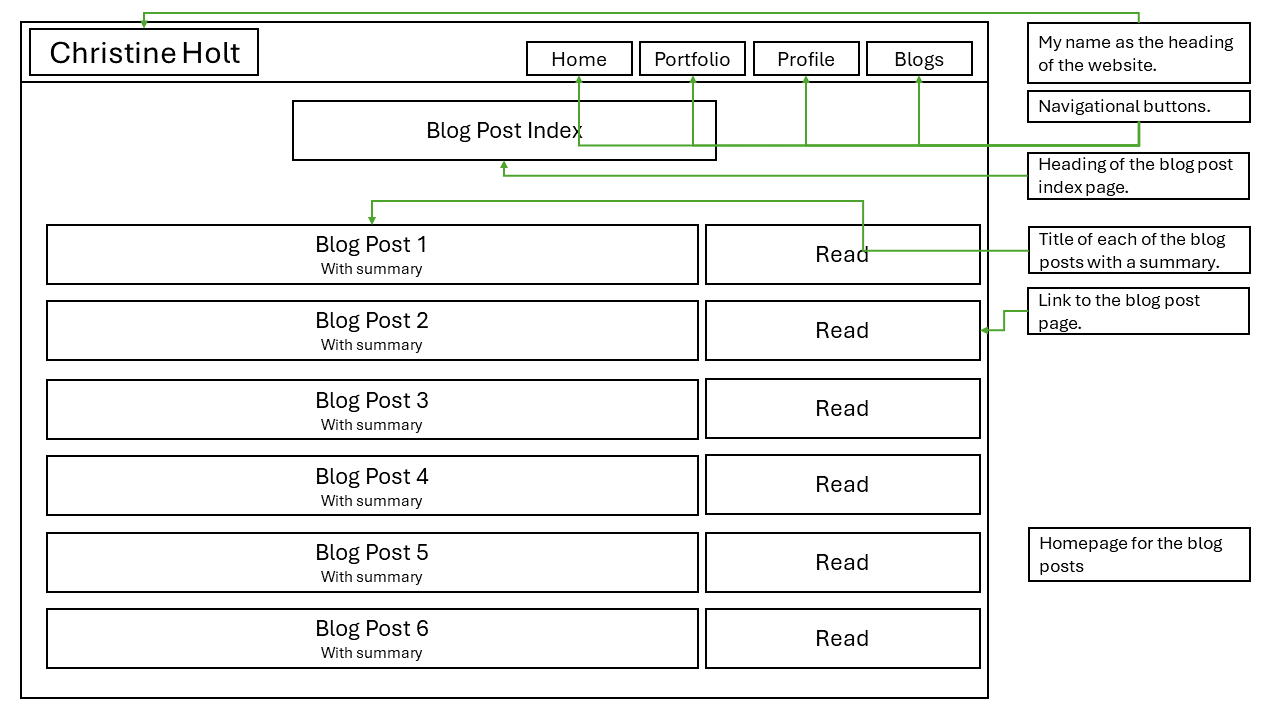 Christine Holt
Home
Portfolio
Profile
Blogs
My name as the heading
of the website.
Navigational buttons.
Blog Post Index
Heading of the blog post
index page.
Blog Post 1
With summary
Read
Title of each of the blog
posts with a summary.
Blog Post 2
With summary
Read
Link to the blog post
page.
Blog Post 3
With summary
Read
Blog Post 4
With summary
Read
Blog Post 5
With summary
Read
Homepage for the blog
posts
Blog Post 6
With summary
Read